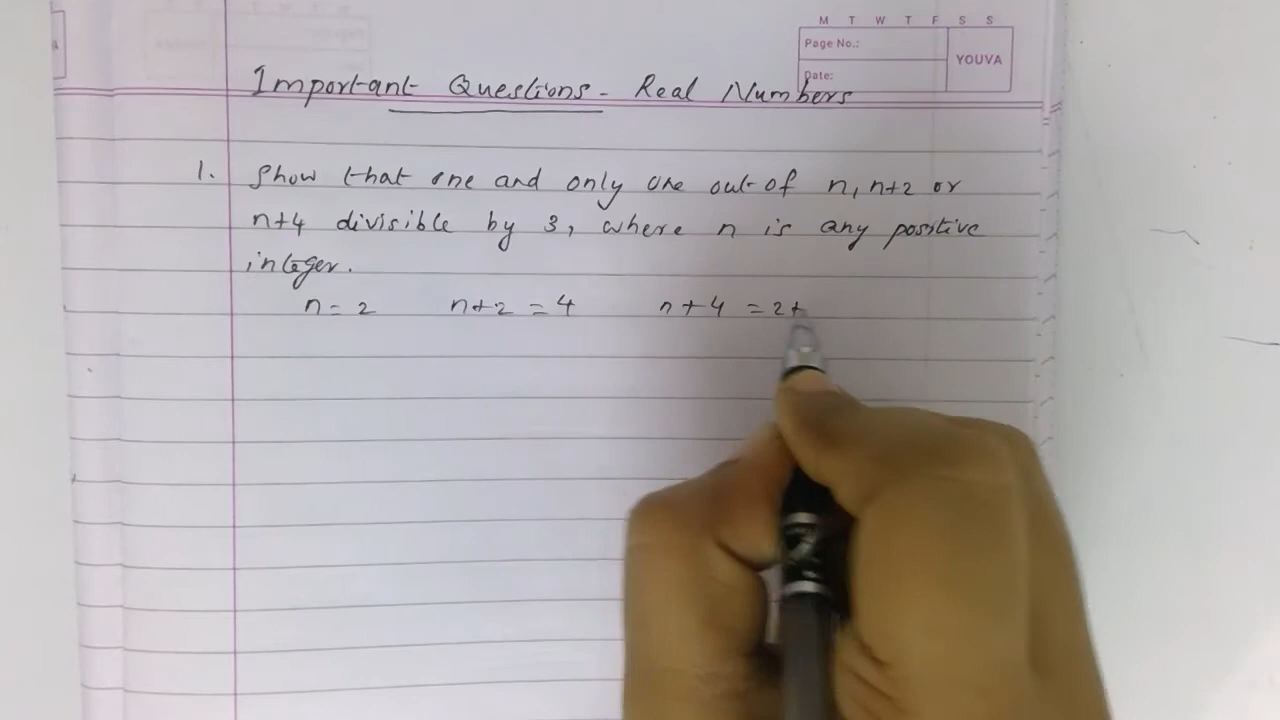 M T W T F S S
Page No.:
YOUVA
Date:
Important Questions - Real Numbers
1. Show that one and only one out of n, n+2 or
n+4 divisible by 3, where n is any positive
integer.
n = 2 n+2 = 4 n+4 = 2+